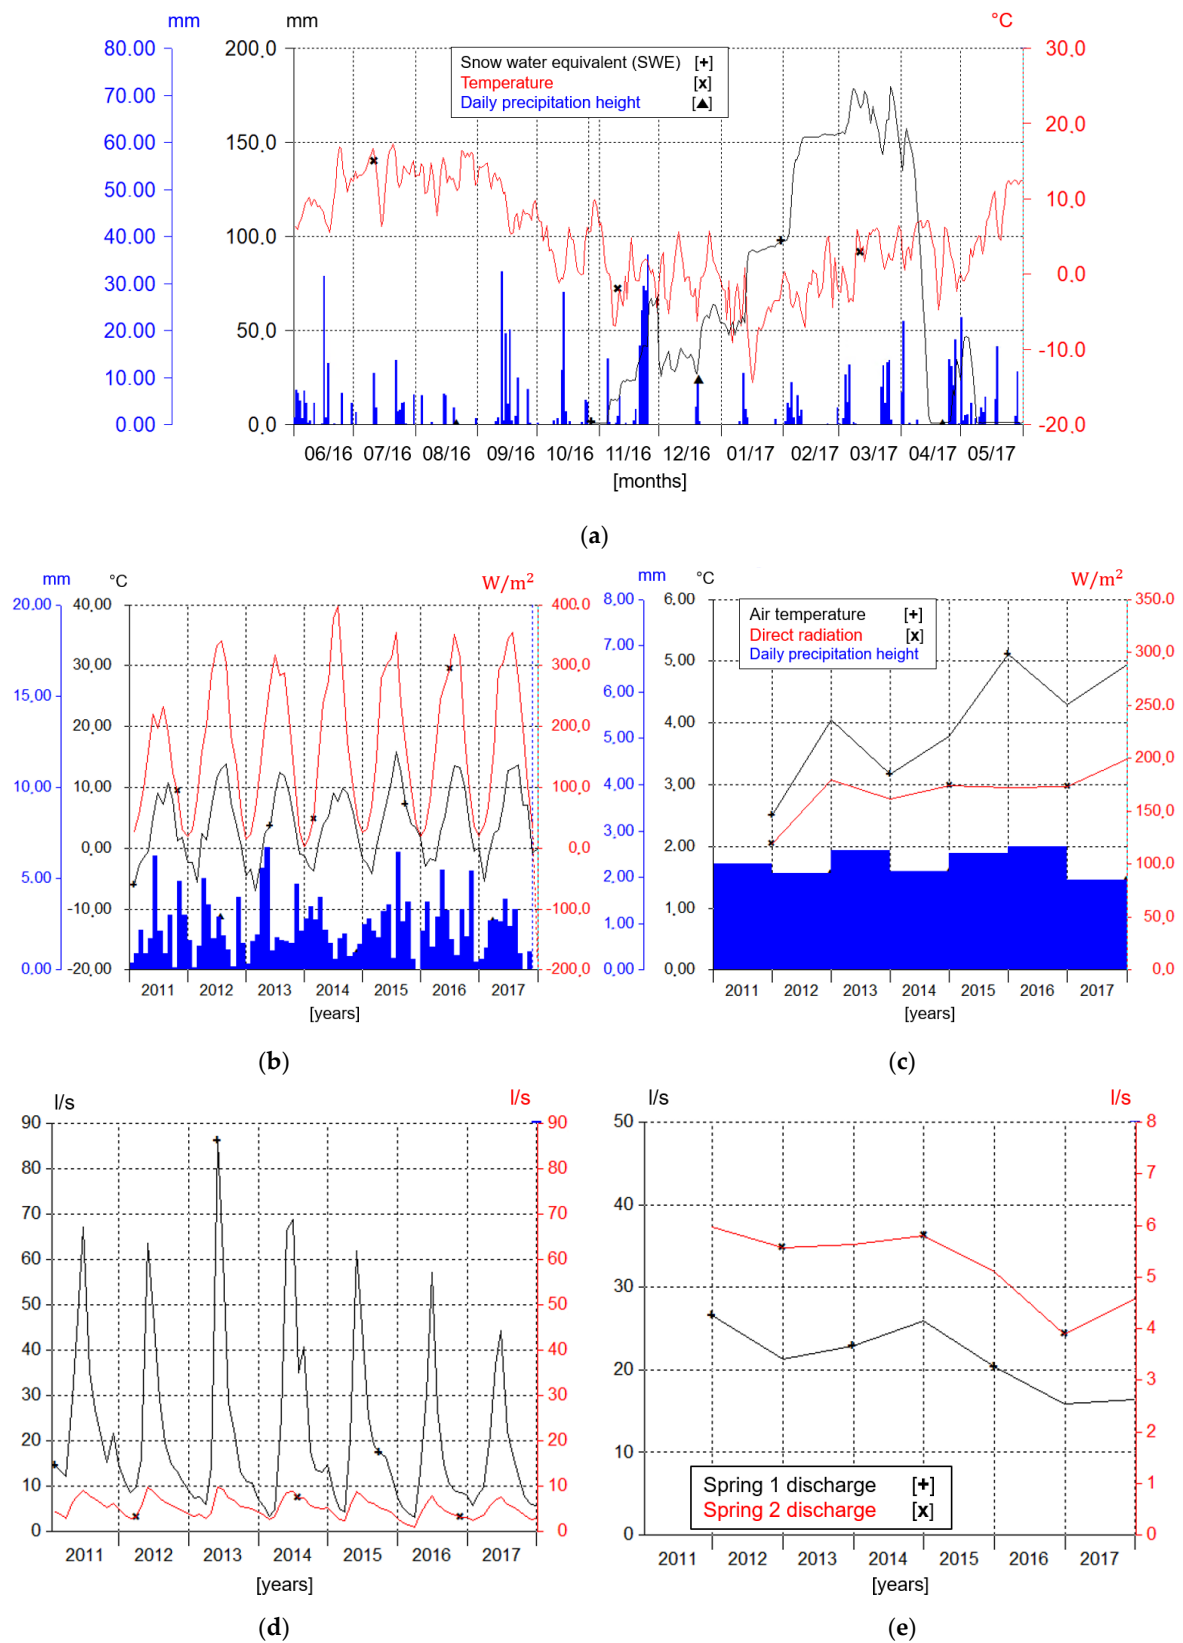 mm mm °C
80.00 200.0 30.0
Snow water equivalent (SWE) [+]
Temperature [x]
Daily precipitation height [▲]
70.00
20.0
60.00 150.0
50.00 10.0
40.00 100.0
30.00 0.0
20.00 50.0
10.00 -10.0
0.00 0.0 -20.0
06/16 07/16 08/16 09/16 10/16 11/16 12/16 01/17 02/17 03/17 04/17 05/17
[months]
(a)
mm °C W/m²
20.00 40.00 400.0
30.00 300.0
15.00
20.00 200.0
10.00 10.00 100.0
0.00 0.0
5.00
-10.00 -100.0
0.00 -20.00 -200.0
2011 2012 2013 2014 2015 2016 2017
[years]
(b)
mm °C W/m²
8.00 6.00 350.0
Air temperature [+]
Direct radiation [x]
Daily precipitation height
7.00
300.0
5.00
6.00
250.0
4.00
5.00
200.0
4.00 3.00
150.0
3.00
2.00
100.0
2.00
1.00
1.00 50.0
0.00 0.00 0.0
2011 2012 2013 2014 2015 2016 2017
[years]
(c)
l/s l/s
90 90
80 80
70 70
60 60
50 50
40 40
30 30
20 20
10 10
0 0
2011 2012 2013 2014 2015 2016 2017
[years]
(d)
l/s l/s
50 8
7
40
6
30
5
4
20
3
10 2
1
Spring 1 discharge [+]
Spring 2 discharge [x]
0 0
2011 2012 2013 2014 2015 2016 2017
[years]
(e)